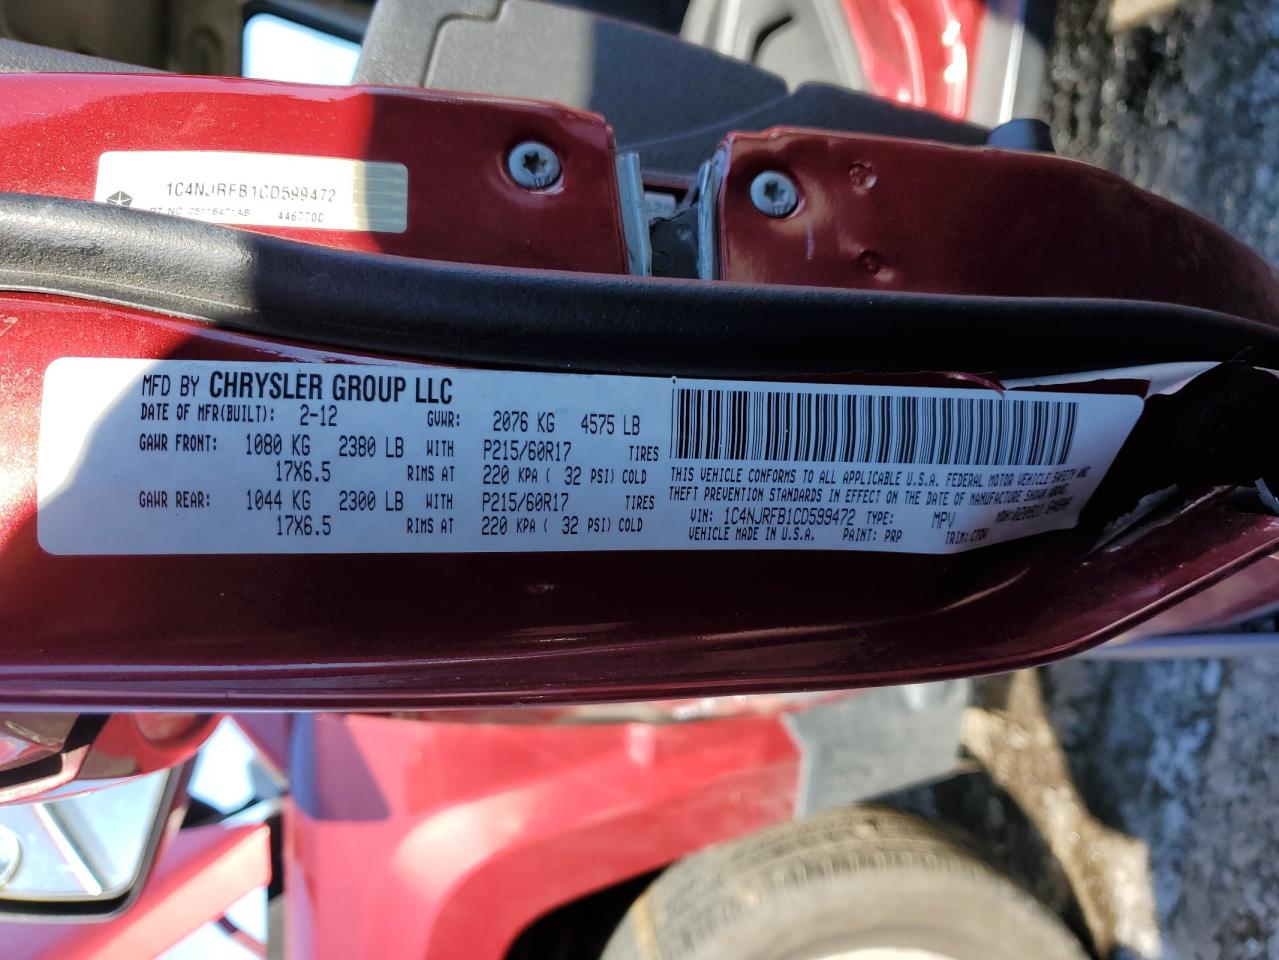 1C4NJRFB1CD599472
4467700
MFD BY CHRYSLER GROUP LLC
DATE OF MFR(BUILT): 2-12 GVWR: 2076 KG 4575 LB
GAWR FRONT: 1080 KG 2380 LB WITH P215/60R17 TIRES
17X6.5 RIMS AT 220 KPA ( 32 PSI) COLD
GAWR REAR: 1044 KG 2300 LB WITH P215/60R17 TIRES
17X6.5 RIMS AT 220 KPA ( 32 PSI) COLD
THIS VEHICLE CONFORMS TO ALL APPLICABLE U.S.A. FEDERAL MOTOR VEHICLE SAFETY AND
THEFT PREVENTION STANDARDS IN EFFECT ON THE DATE OF MANUFACTURE SHOWN ABOVE.
VIN: 1C4NJRFB1CD599472 TYPE: MPV MDH:
VEHICLE MADE IN U.S.A. PAINT: PRP TRIM: